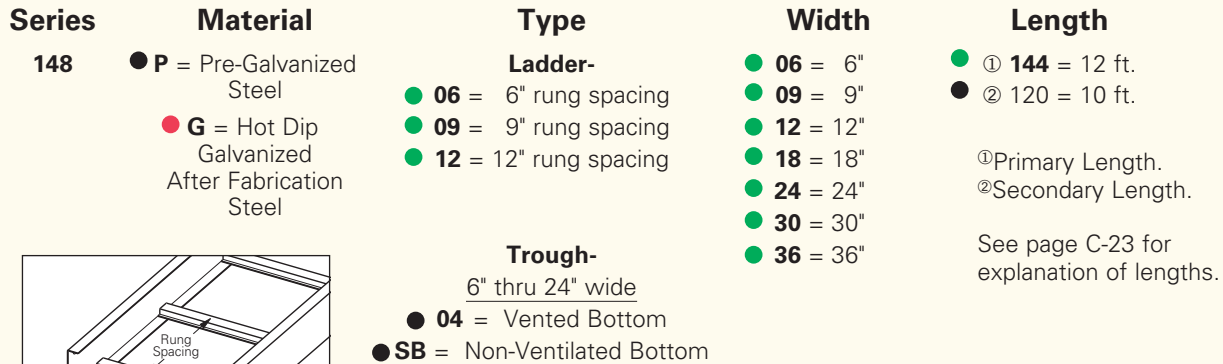 Series
148
Material
P = Pre-Galvanized
Steel
G = Hot Dip
Galvanized
After Fabrication
Steel
Rung
Spacing
Type
Ladder-
06 = 6" rung spacing
09 = 9" rung spacing
12 = 12" rung spacing
Trough-
6" thru 24" wide
04 = Vented Bottom
SB = Non-Ventilated Bottom
Width
06 = 6"
09 = 9"
12 = 12"
18 = 18"
24 = 24"
30 = 30"
36 = 36"
Length
① 144 = 12 ft.
② 120 = 10 ft.
①Primary Length.
②Secondary Length.
See page C-23 for
explanation of lengths.